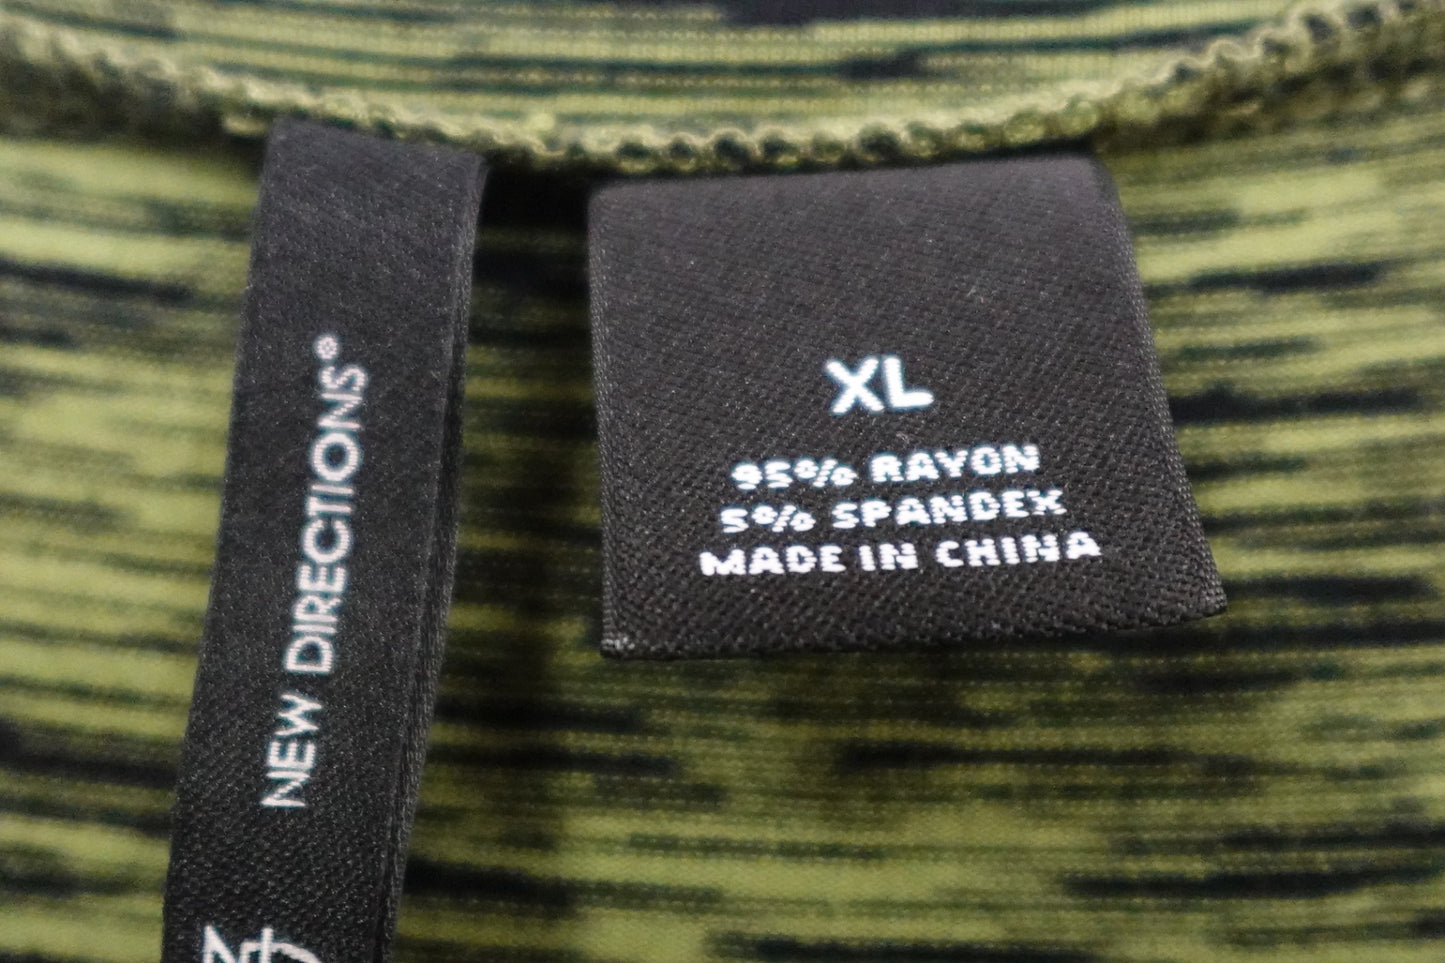 NEW DIRECTIONS®
XL
95% RAYON
5% SPANDEX
MADE IN CHINA